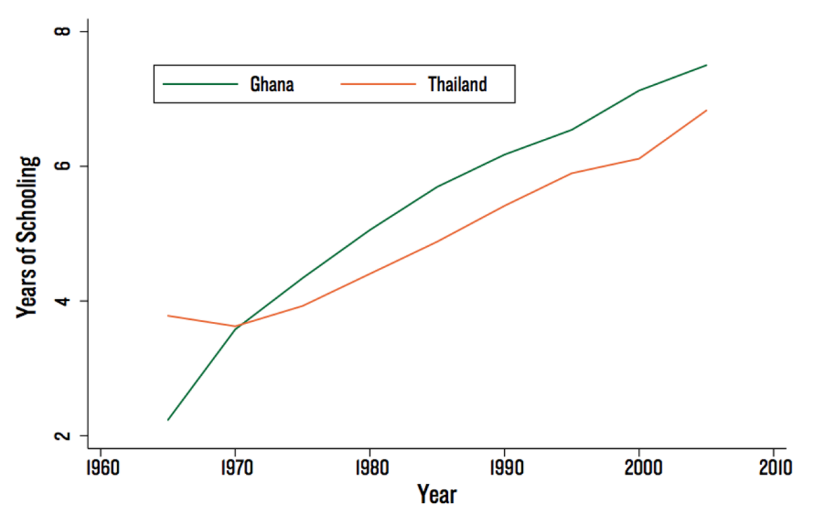 8
Ghana Thailand
6
Years of Schooling
4
2
1960 1970 1980 1990 2000 2010
Year